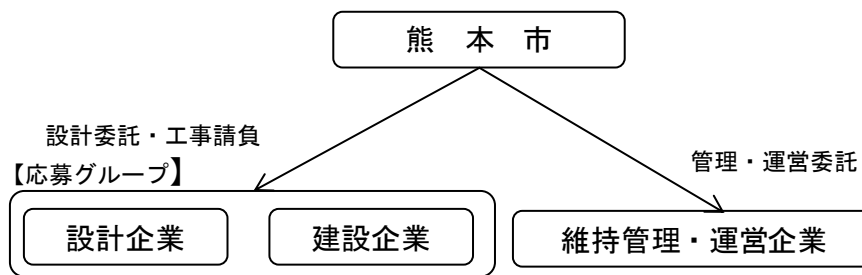 熊 本 市
設計委託・工事請負
管理・運営委託
【応募グループ】
設計企業
建設企業
維持管理・運営企業